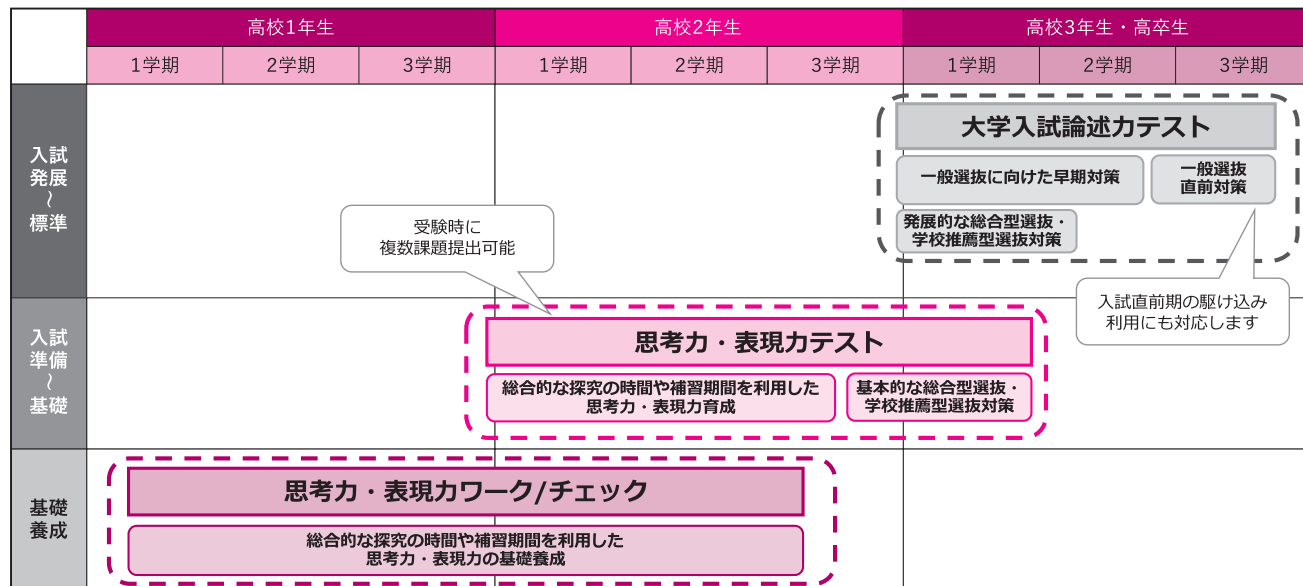 高校1年生
高校2年生
高校3年生・高卒生
1学期
2学期
3学期
1学期
2学期
3学期
1学期
2学期
3学期
入試
発展
~
標準
大学入試論述力テスト
一般選抜に向けた早期対策
一般選抜
直前対策
発展的な総合型選抜・
学校推薦型選抜対策
受験時に
複数課題提出可能
入試直前期の駆け込み
利用にも対応します
入試
準備
~
基礎
思考力・表現力テスト
総合的な探究の時間や補習期間を利用した
思考力・表現力育成
基本的な総合型選抜・
学校推薦型選抜対策
基礎
養成
思考力・表現力ワーク/チェック
総合的な探究の時間や補習期間を利用した
思考力・表現力の基礎養成